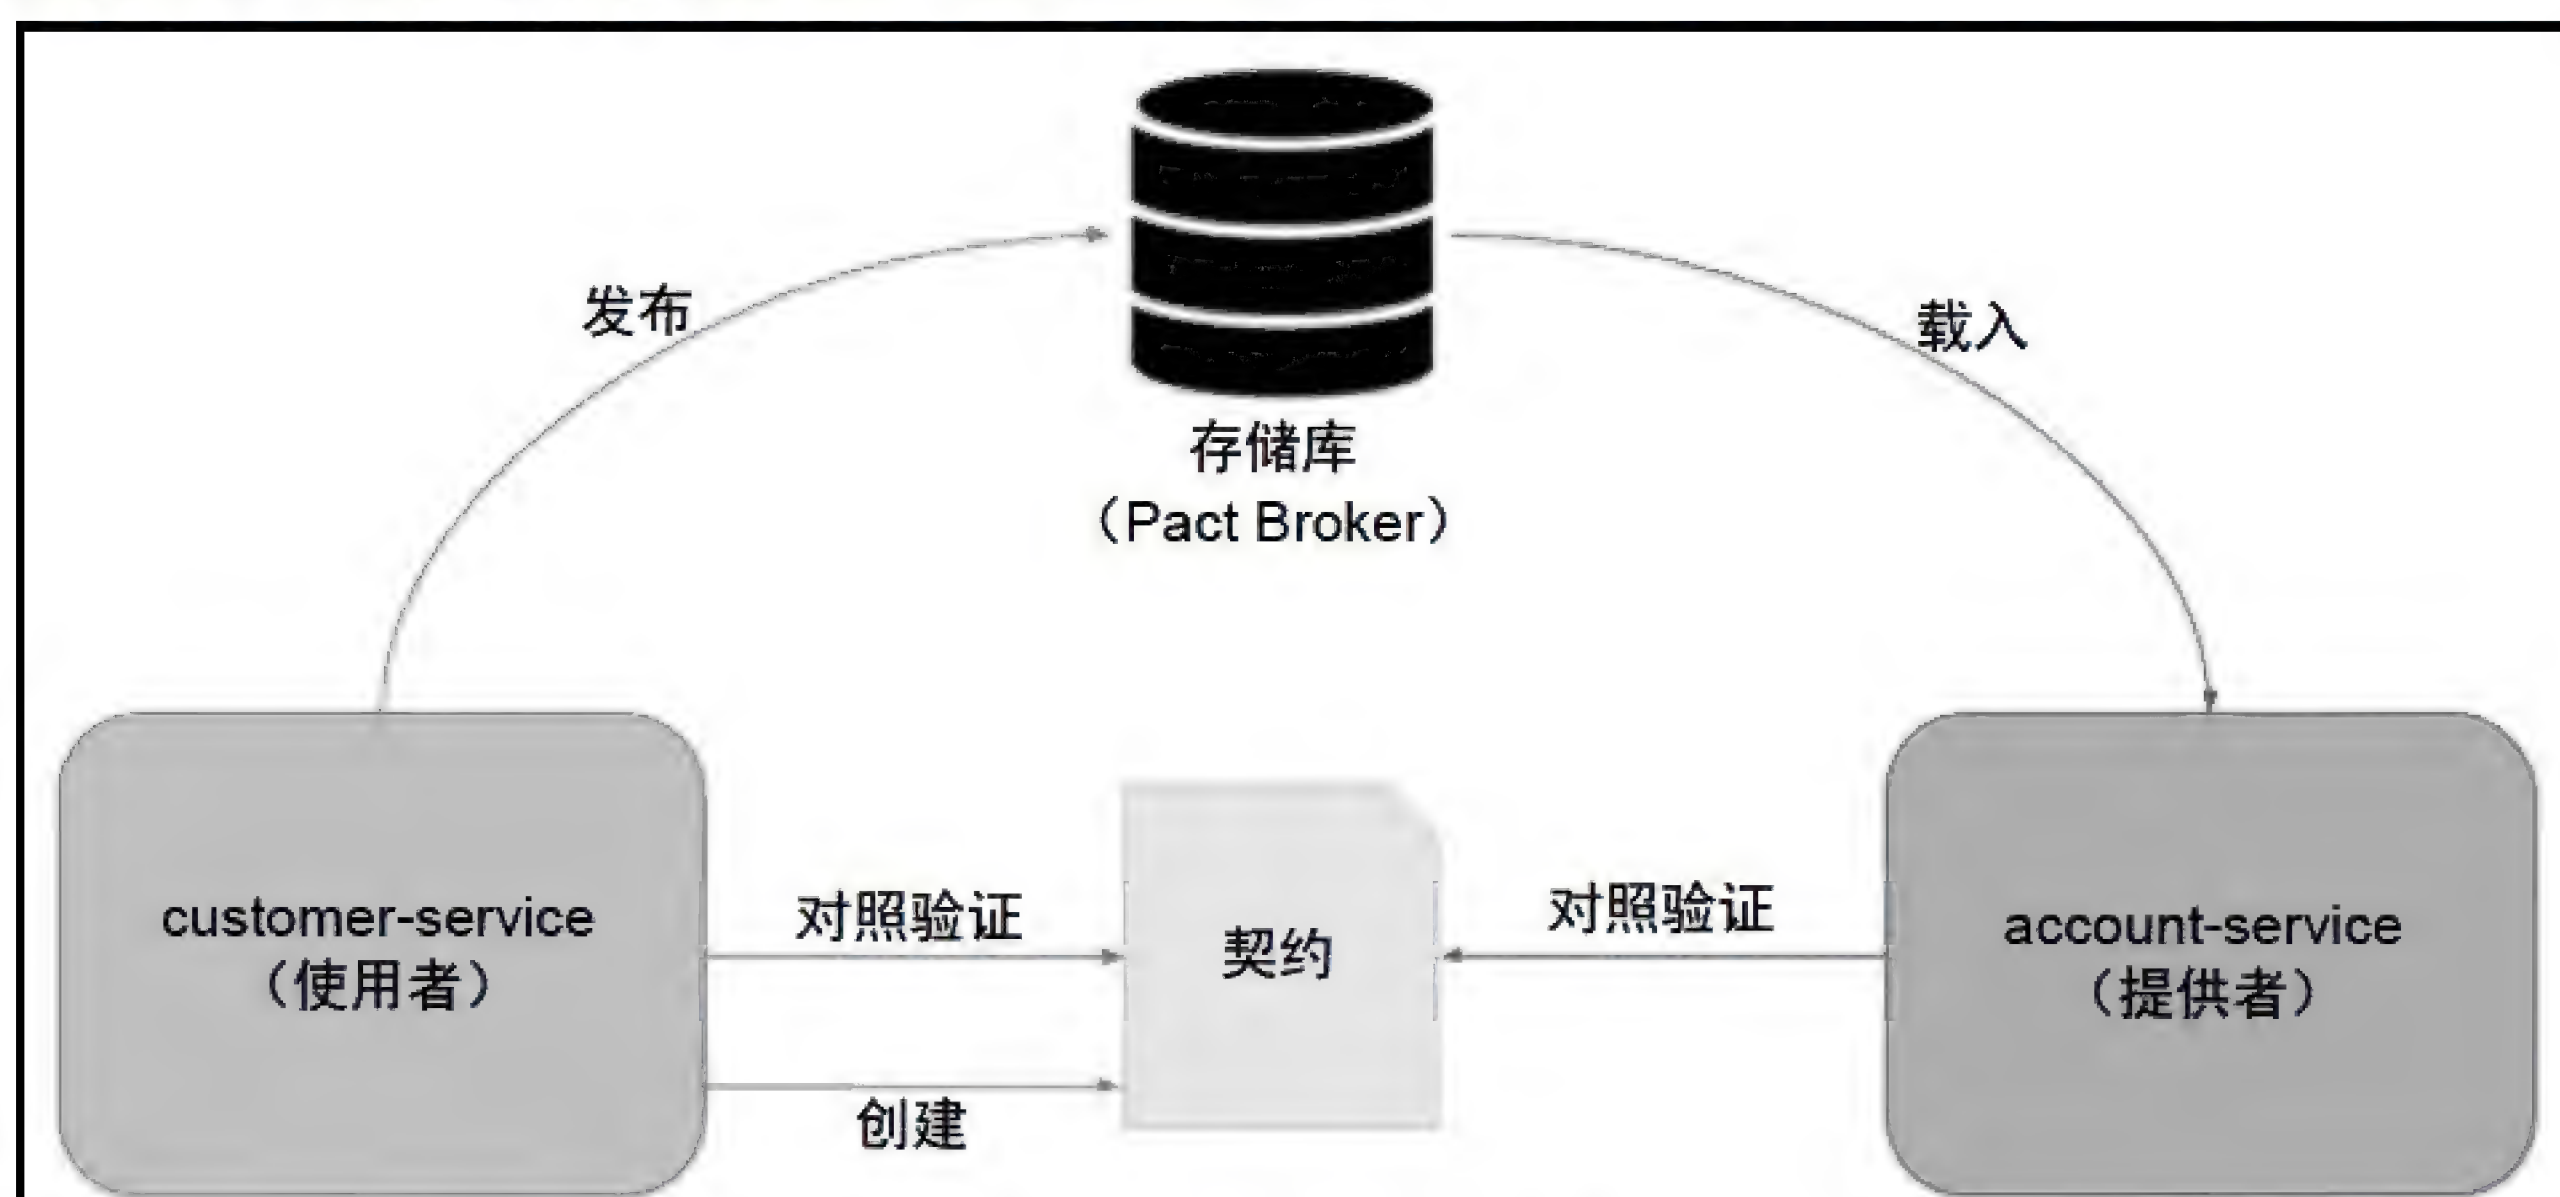 发布
载入
存储库
（Pact Broker）
customer-service
（使用者）
对照验证
契约
对照验证
account-service
（提供者）
创建